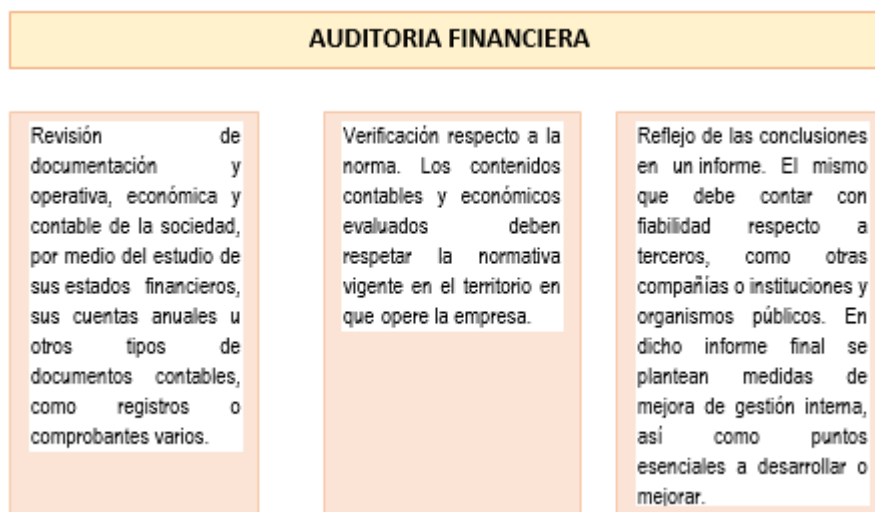 AUDITORIA FINANCIERA
Revisión de
documentación y
operativa, económica y
contable de la sociedad,
por medio del estudio de
sus estados financieros,
sus cuentas anuales u
otros tipos de
documentos contables,
como registros o
comprobantes varios.
Verificación respecto a la
norma. Los contenidos
contables y económicos
evaluados deben
respetar la normativa
vigente en el territorio en
que opere la empresa.
Reflejo de las conclusiones
en un informe. El mismo
que debe contar con
fiabilidad respecto a
terceros, como otras
compañías o instituciones y
organismos públicos. En
dicho informe final se
plantean medidas de
mejora de gestión interna,
así como puntos
esenciales a desarrollar o
mejorar.